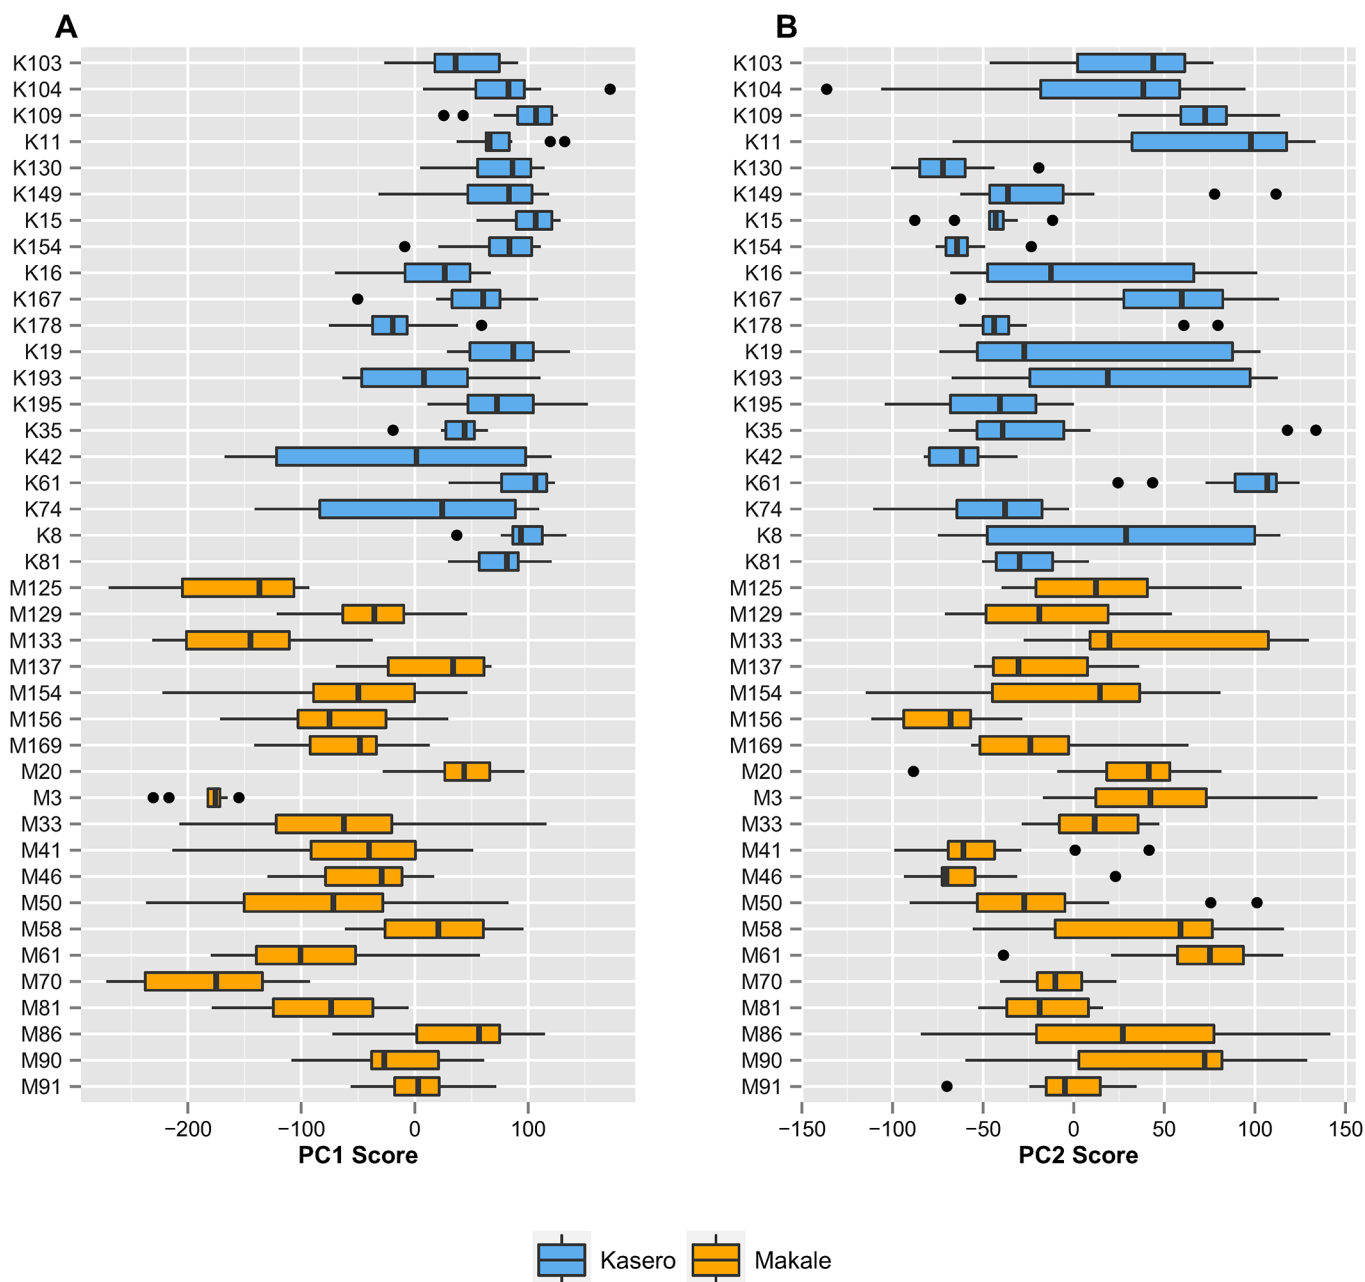 A B
K103 K103
K104 K104
K109 K109
K11 K11
K130 K130
K149 K149
K15 K15
K154 K154
K16 K16
K167 K167
K178 K178
K19 K19
K193 K193
K195 K195
K35 K35
K42 K42
K61 K61
K74 K74
K8 K8
K81 K81
M125 M125
M129 M129
M133 M133
M137 M137
M154 M154
M156 M156
M169 M169
M20 M20
M3 M3
M33 M33
M41 M41
M46 M46
M50 M50
M58 M58
M61 M61
M70 M70
M81 M81
M86 M86
M90 M90
M91 M91
−200 −100 0 100 −150 −100 −50 0 50 100 150
PC1 Score PC2 Score
Kasero Makale